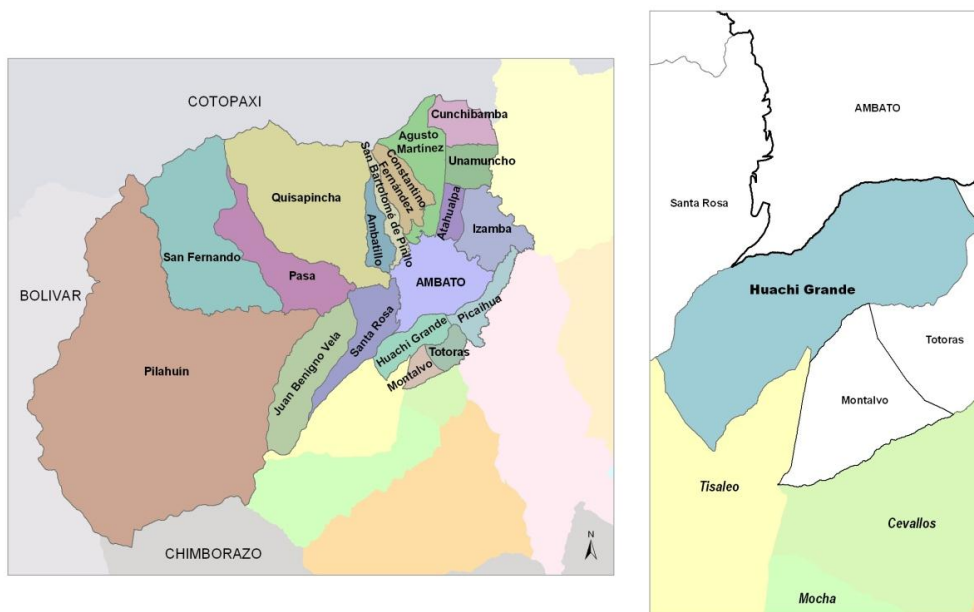 COTOPAXI
Cunchibamba
Agusto
Martinez
Constantino
Fernández
San Bartolomé de Pinllo
Unamuncho
Quisapincha
Ambatillo
Atahualpa
Izamba
San Fernando
Pasa
AMBATO
BOLIVAR
Picaihua
Santa Rosa
Huachi Grande
Totoras
Montalvo
Juan Benigno Vela
Pilahuin
CHIMBORAZO
N
AMBATO
Santa Rosa
Huachi Grande
Totoras
Montalvo
Tisaleo
Cevallos
Mocha